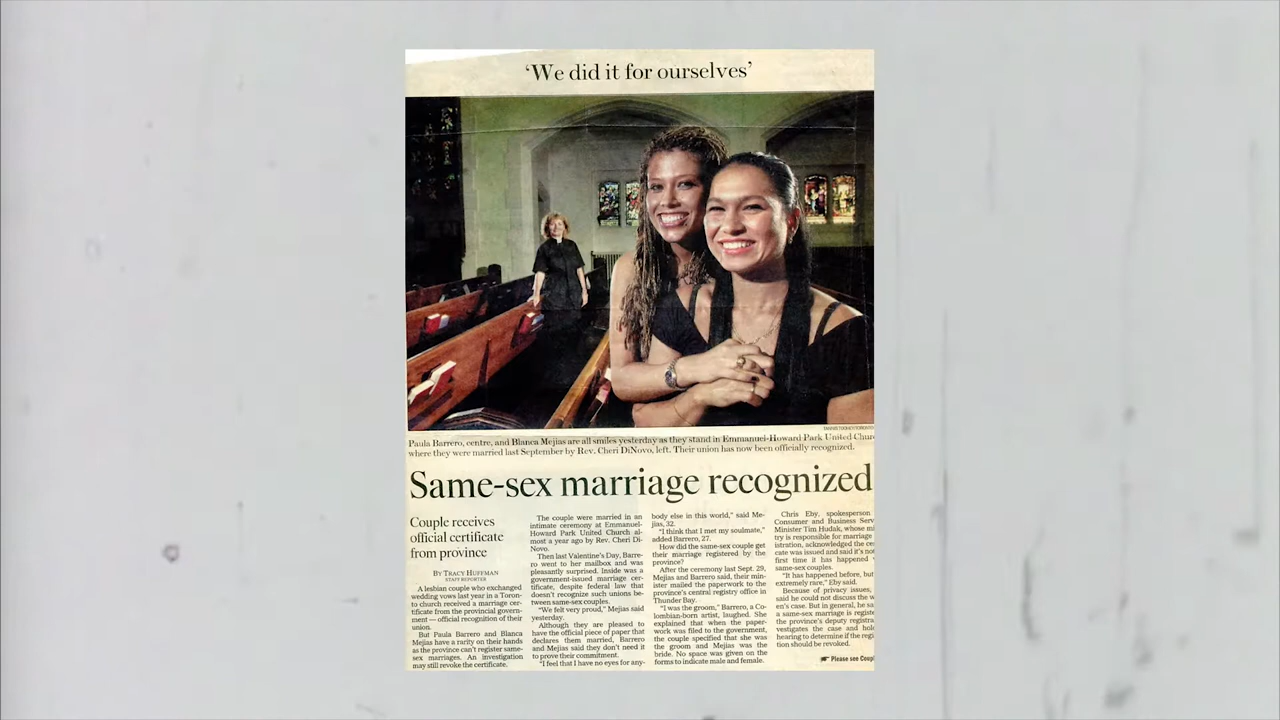 ‘We did it for ourselves’
Paula Barrero, centre, and Blanca Mejias are all smiles yesterday as they stand in Emmanuel-Howard Park United Chur
where they were married last September by Rev. Cheri DiNovo, left. Their union has now been officially recognized.
Same-sex marriage recognized
Couple receives
official certificate
from province
BY TRACY HUFFMAN
STAFF REPORTER
A lesbian couple who exchanged
wedding vows last year in a Toron-
to church received a marriage cer-
tificate from the provincial govern-
ment — official recognition of their
union.
But Paula Barrero and Blanca
Mejias have a rarity on their hands
as the province can't register same-
sex marriages. An investigation
may still revoke the certificate.
The couple were married in an
intimate ceremony at Emmanuel-
Howard Park United Church al-
most a year ago by Rev. Cheri Di-
Novo.
Then last Valentine's Day, Barre-
ro went to her mailbox and was
pleasantly surprised. Inside was a
government-issued marriage cer-
tificate, despite federal law that
doesn't recognize such unions be-
tween same-sex couples.
"We felt very proud," Mejias said
yesterday.
Although they are pleased to
have the official piece of paper that
declares them married, Barrero
and Mejias said they don't need it
to prove their commitment.
"I feel that I have no eyes for any-
body else in this world," said Me-
jias, 32.
"I think that I met my soulmate,"
added Barrero, 27.
How did the same-sex couple get
their marriage registered by the
province?
After the ceremony last Sept. 29,
Mejias and Barrero said, their min-
ister mailed the paperwork to the
province's central registry office in
Thunder Bay.
"I was the groom," Barrero, a Co-
lombian-born artist, laughed. She
explained that when the paper-
work was filed to the government,
the couple specified that she was
the groom and Mejias was the
bride. No space was given on the
forms to indicate male and female.
Chris Eby, spokesperson
Consumer and Business Serv
Minister Tim Hudak, whose mi
try is responsible for marriage
istration, acknowledged the ce
cate was issued and said it's not
first time it has happened
same-sex couples.
"It has happened before, but
extremely rare," Eby said.
Because of privacy issues,
said he could not discuss the w
en's case. But in general, he sa
a same-sex marriage is registe
the province's deputy registra
vestigates the case and hol
hearing to determine if the regi
tion should be revoked.
Please see Coupl